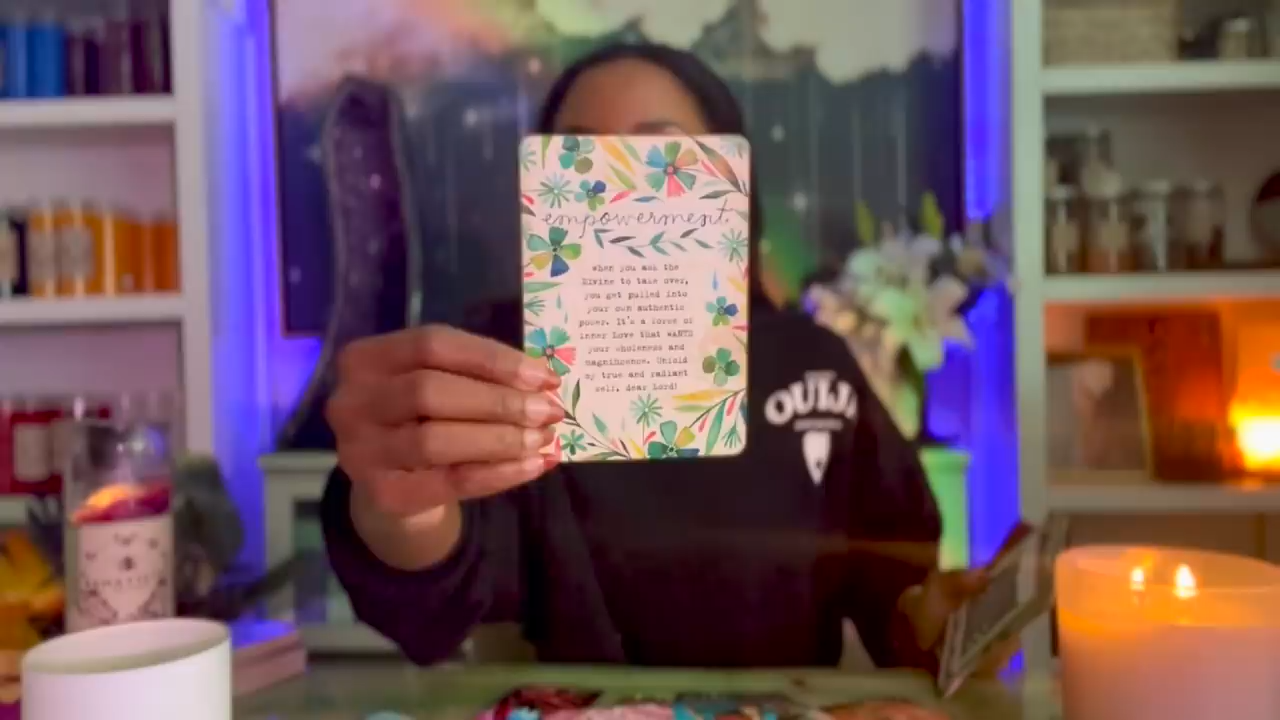 empowerment.
when you ask the
Divine to take over,
you get pulled into
your own authentic
power. It's a force of
inner Love that WANTS
your wholeness and
magnificence. Unfold
my true and radiant
self, dear Lord!
OUIJA